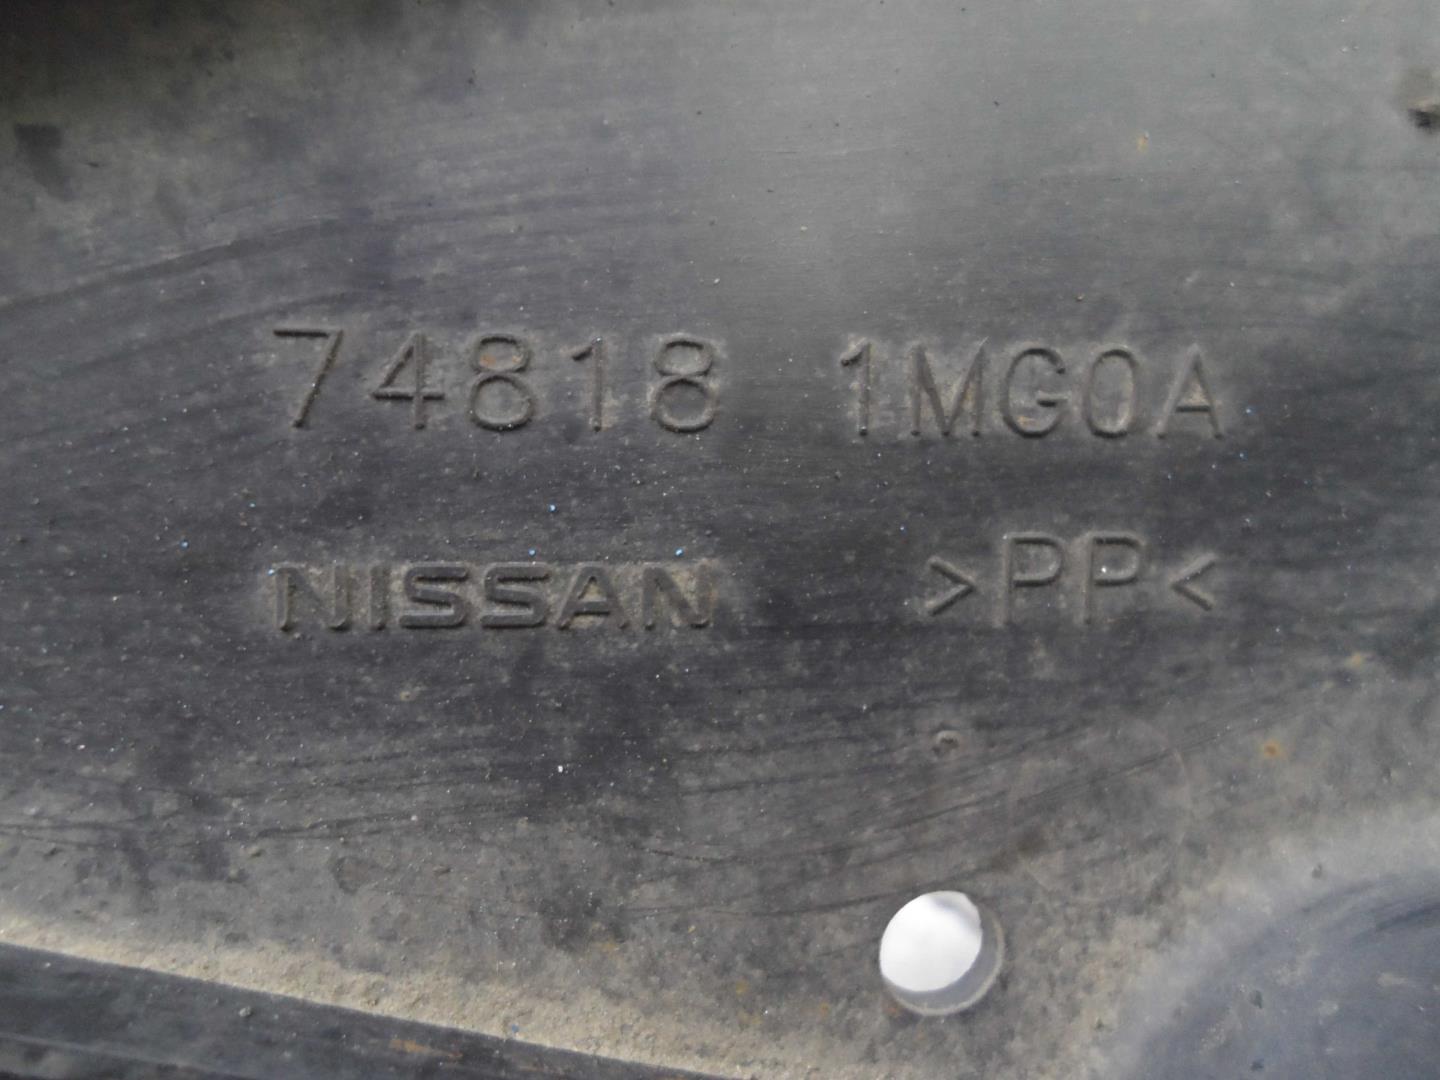 74818 1MG0A
NISSAN >PP<